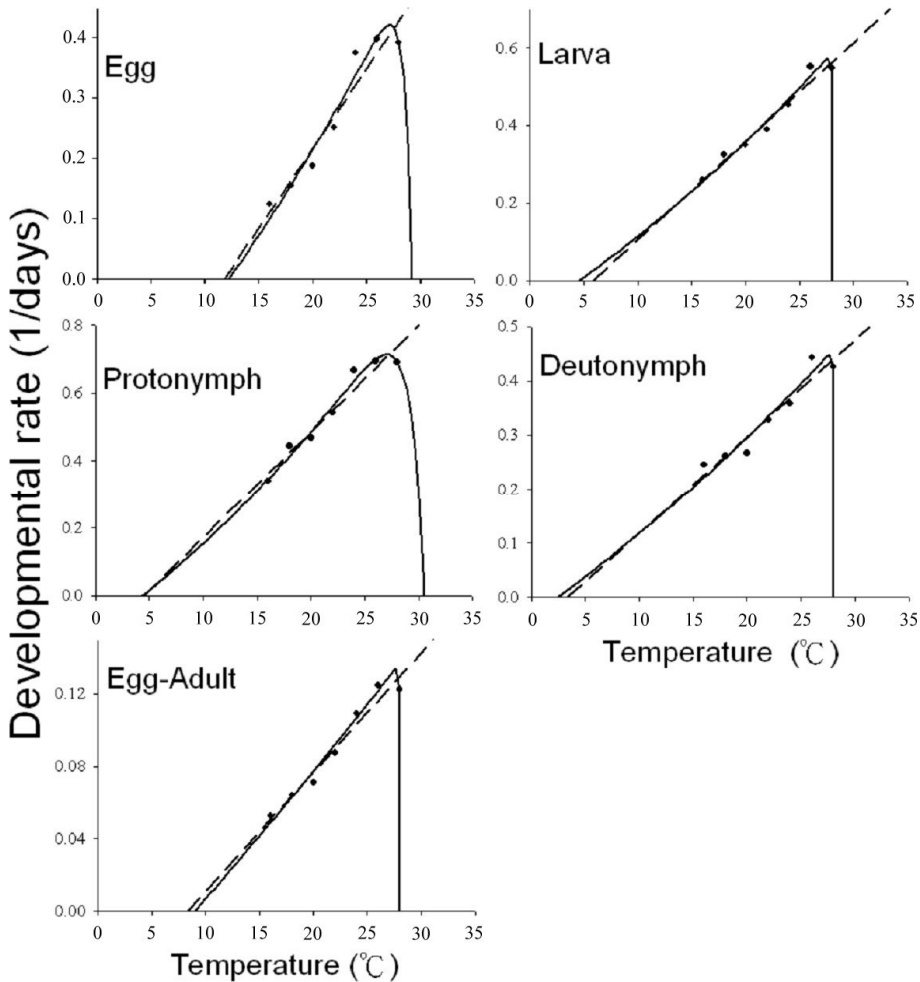 Developmental rate (1/days)
Egg
0.4
0.3
0.2
0.1
0.0
0 5 10 15 20 25 30 35
Larva
0.6
0.4
0.2
0.0
0 5 10 15 20 25 30 35
Protonymph
0.8
0.6
0.4
0.2
0.0
0 5 10 15 20 25 30 35
Deutonymph
0.5
0.4
0.3
0.2
0.1
0.0
0 5 10 15 20 25 30 35
Temperature (℃)
Egg-Adult
0.12
0.08
0.04
0.00
0 5 10 15 20 25 30 35
Temperature (℃)